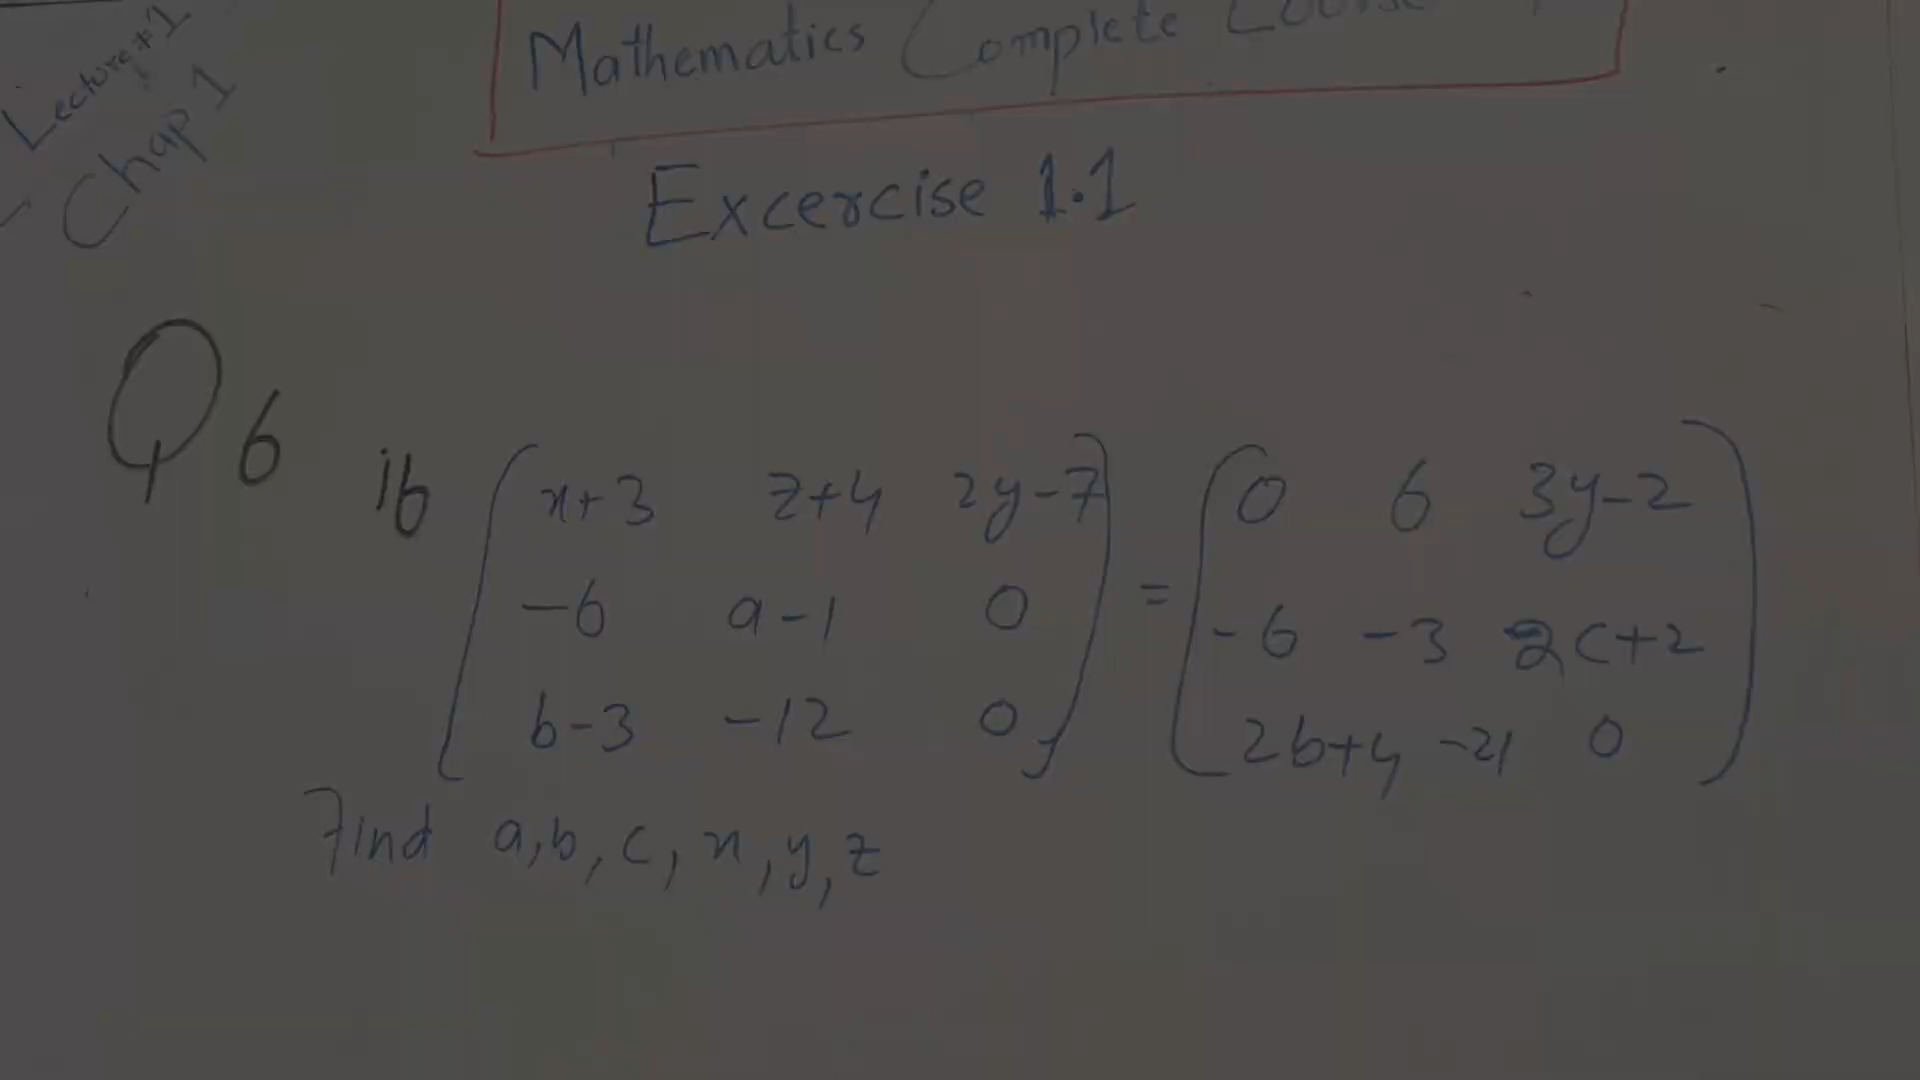 Lecture #1
Chap 1
Mathematics Complete Course
Excercise 1.1
Q6 if
x+3 z+4 2y-7 = 0 6 3y-2
-6 a-1 0 -6 -3 2c+2
b-3 -12 0 2b+4 -21 0
Find a, b, c, x, y, z